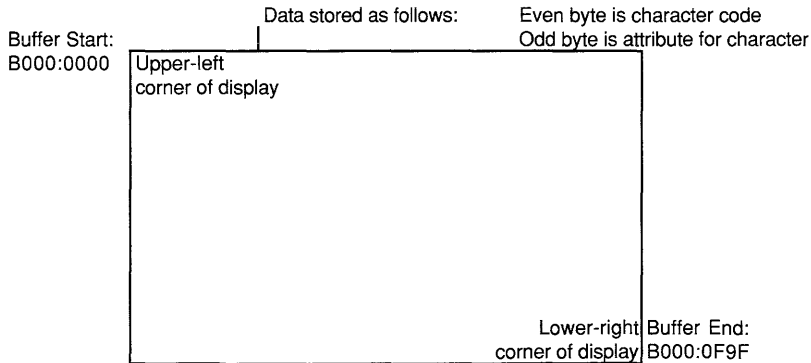 Data stored as follows: Even byte is character code
Buffer Start: Odd byte is attribute for character
B000:0000 Upper-left
corner of display
Lower-right Buffer End:
corner of display B000:0F9F